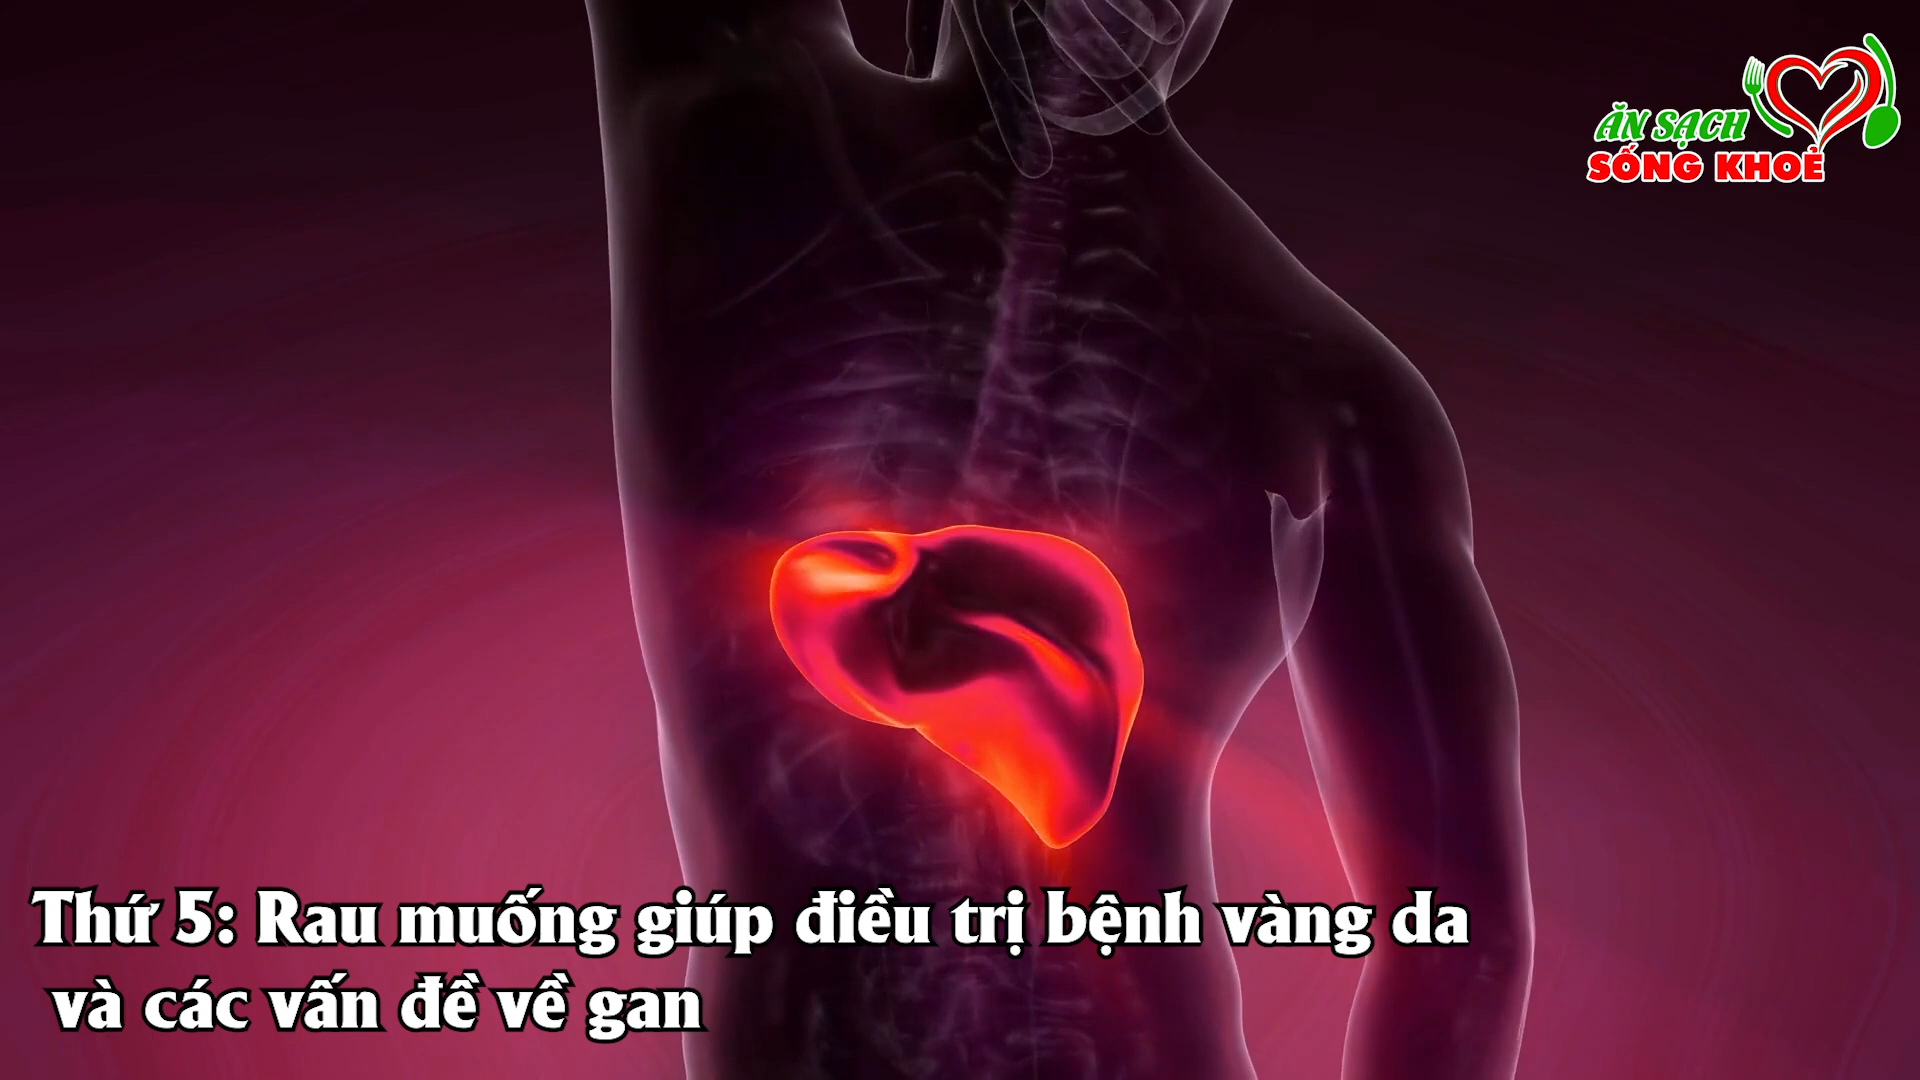 ĂN SẠCH
SỐNG KHOẺ
Thứ 5: Rau muống giúp điều trị bệnh vàng da
và các vấn đề về gan